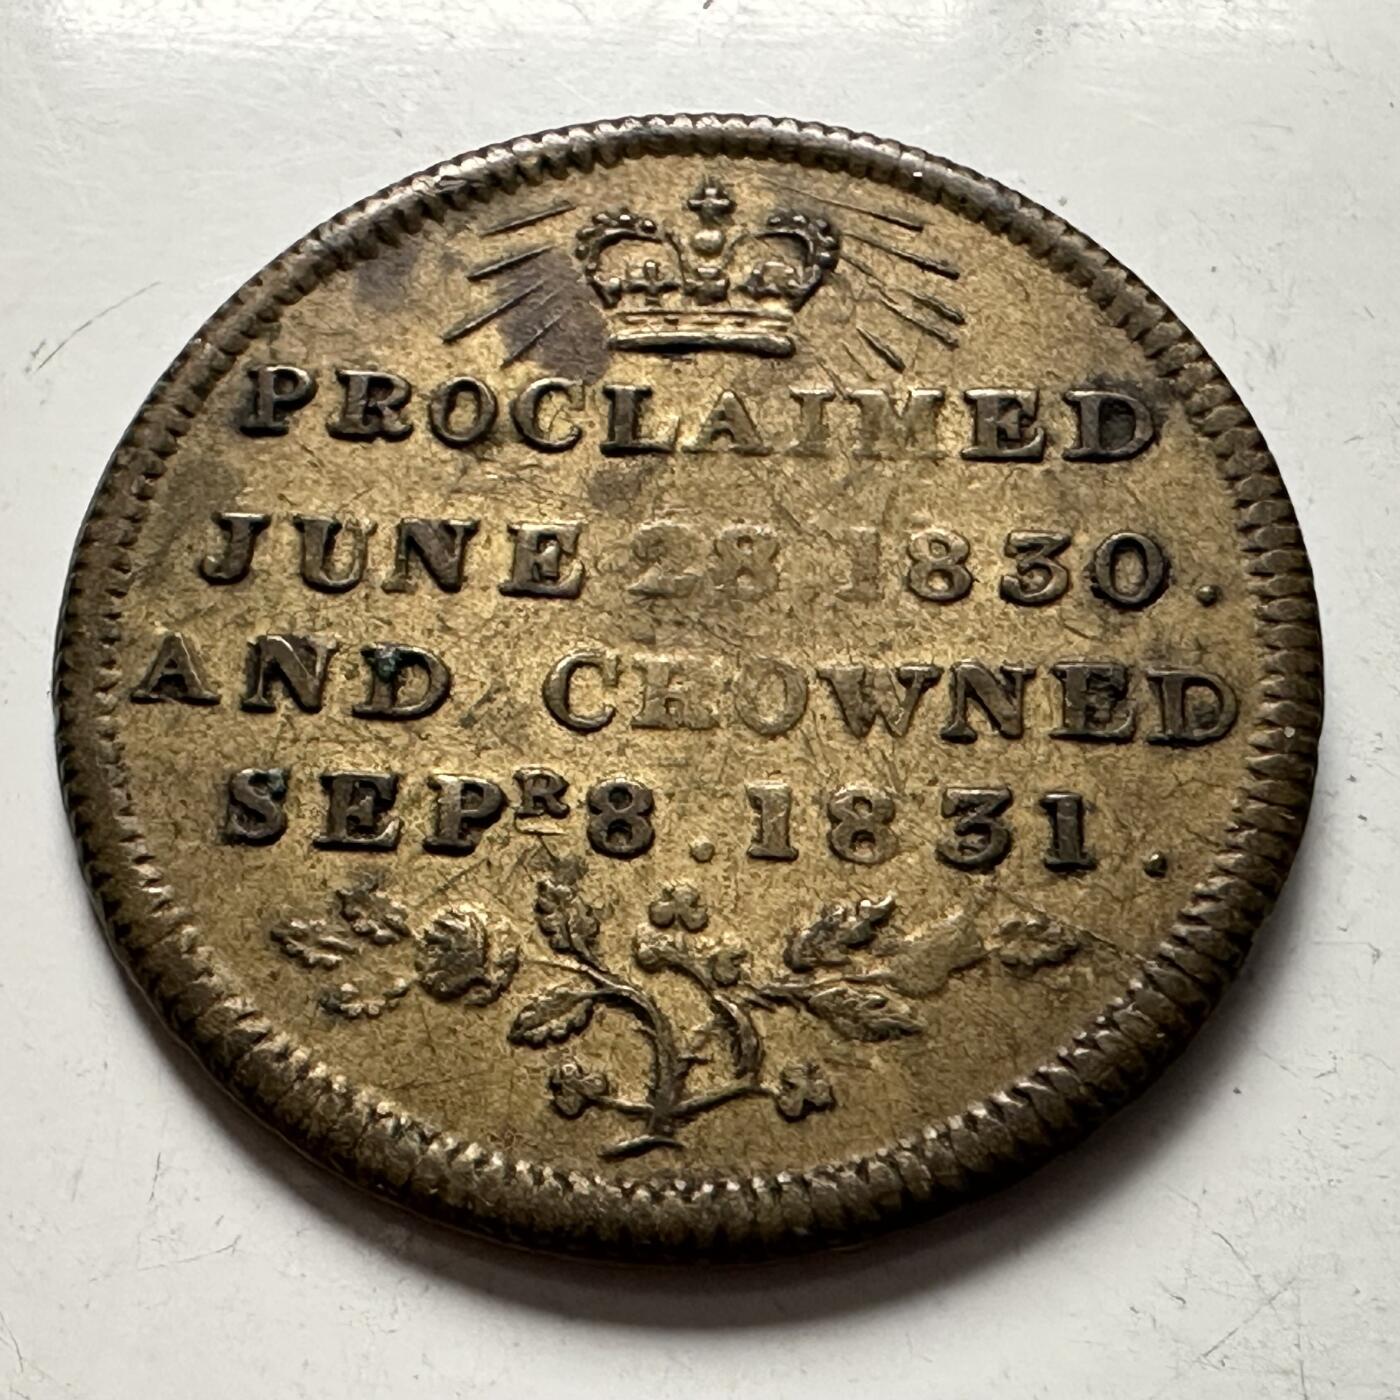 PROCLAIMED
JUNE 28 1830.
AND CROWNED
SEPR 8. 1831.